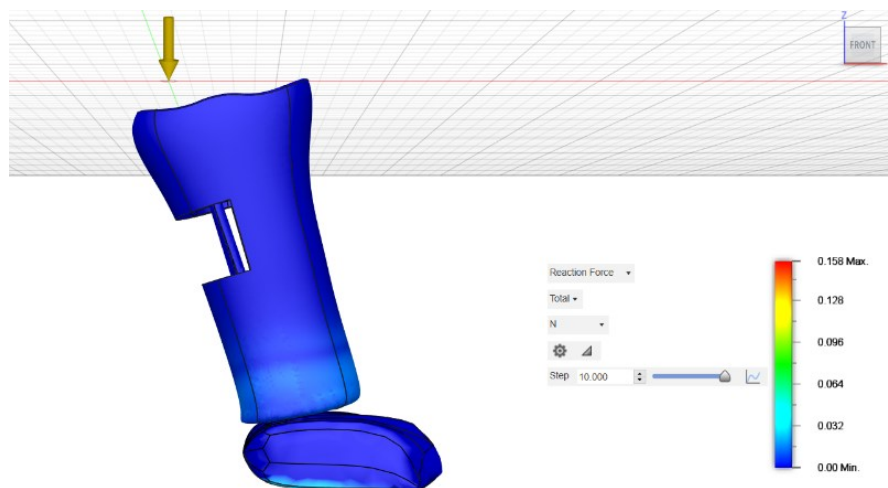 Z
FRONT
Reaction Force
Total
N
Step 10.000
0.158 Max.
0.128
0.096
0.064
0.032
0.00 Min.